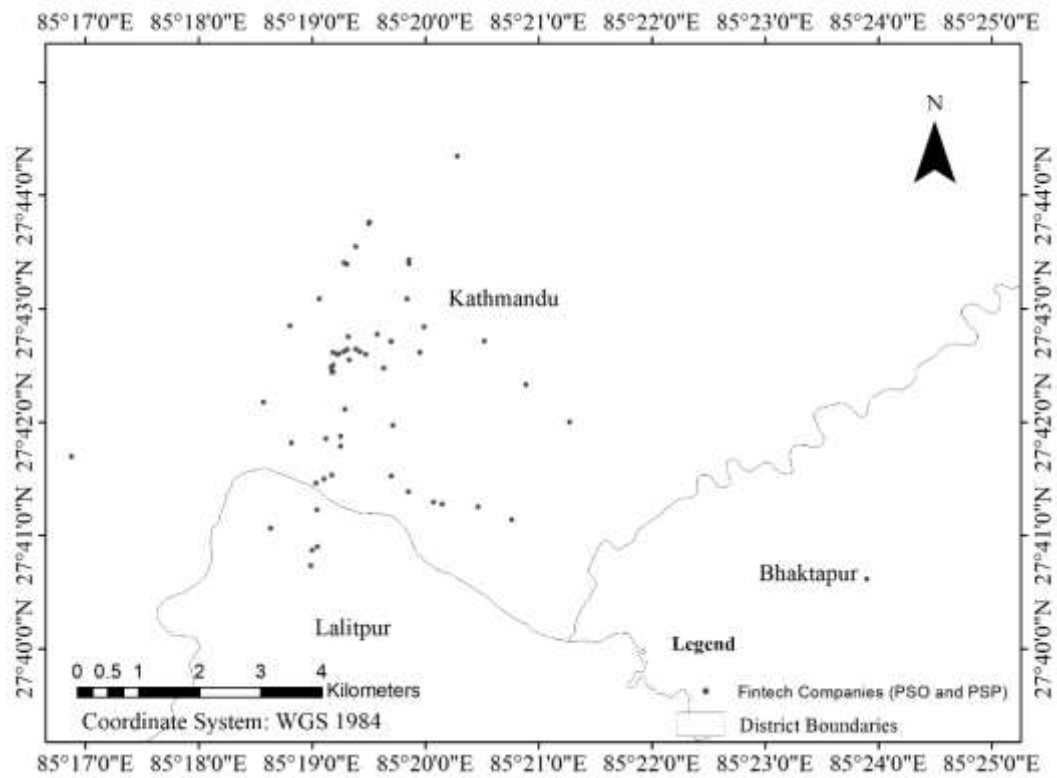 85°17'0"E 85°18'0"E 85°19'0"E 85°20'0"E 85°21'0"E 85°22'0"E 85°23'0"E 85°24'0"E 85°25'0"E
N
27°44'0"N 27°44'0"N
Kathmandu
27°43'0"N 27°43'0"N
27°42'0"N 27°42'0"N
27°41'0"N 27°41'0"N
Bhaktapur
Lalitpur
Legend
27°40'0"N 27°40'0"N
0 0.5 1 2 3 4
Kilometers
Fintech Companies (PSO and PSP)
Coordinate System: WGS 1984
District Boundaries
85°17'0"E 85°18'0"E 85°19'0"E 85°20'0"E 85°21'0"E 85°22'0"E 85°23'0"E 85°24'0"E 85°25'0"E